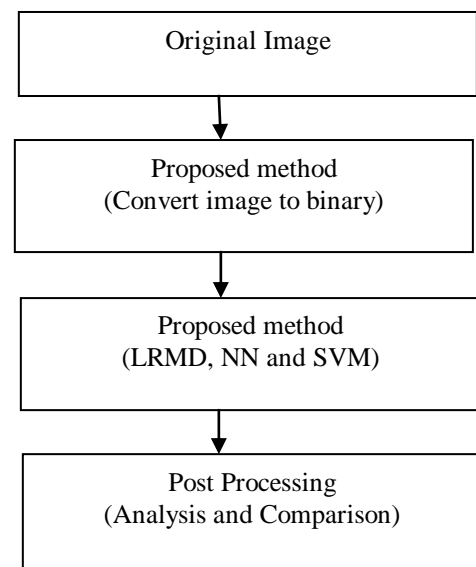 Original Image
Proposed method
(Convert image to binary)
Proposed method
(LRMD, NN and SVM)
Post Processing
(Analysis and Comparison)